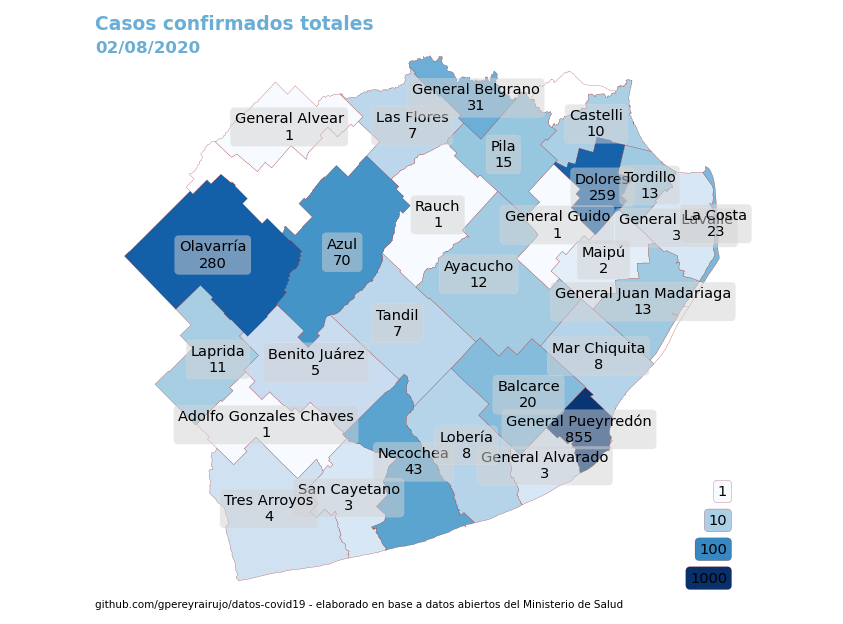 Casos confirmados totales
02/08/2020
General Belgrano
31
General Alvear
1
Las Flores
7
Castelli
10
Pila
15
Dolores
259
Tordillo
13
Rauch
1
General Guido
1
General Lavalle
3
La Costa
23
Olavarría
280
Azul
70
Maipú
2
Ayacucho
12
General Juan Madariaga
13
Tandil
7
Laprida
11
Benito Juárez
5
Mar Chiquita
8
Balcarce
20
Adolfo Gonzales Chaves
1
General Pueyrredón
855
Lobería
8
Necochea
43
General Alvarado
3
San Cayetano
3
Tres Arroyos
4
1
10
100
1000
github.com/gpereyrairujo/datos-covid19 - elaborado en base a datos abiertos del Ministerio de Salud